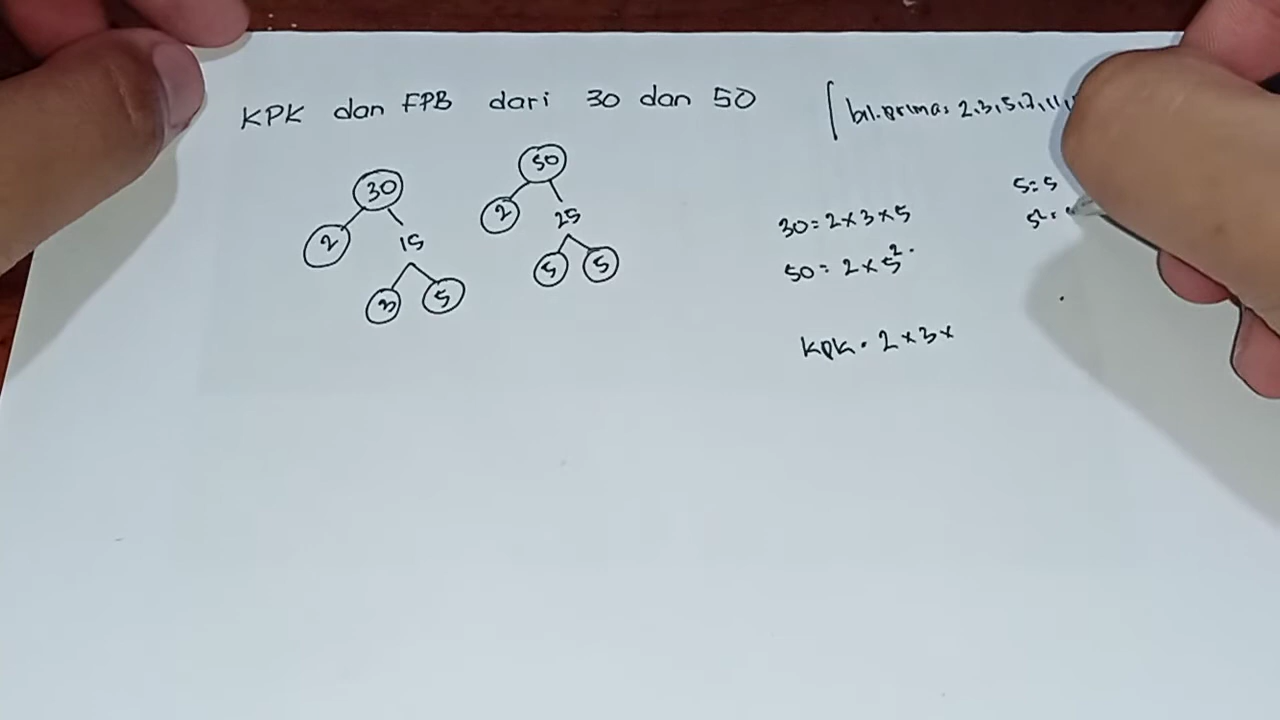 KPK dan FPB dari 30 dan 50
bil. prima: 2,3,5,7,11,
30
2
15
3
5
50
2
25
5
5
30 = 2 x 3 x 5
50 = 2 x 5²
KPK = 2 x 3 x
5 = 5
5² =